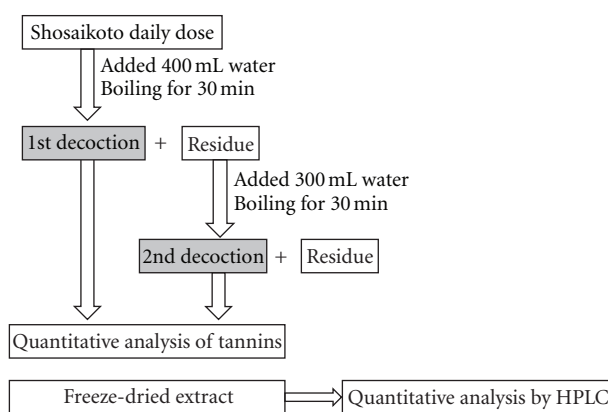 Shosaikoto daily dose
Added 400 mL water
Boiling for 30 min
1st decoction + Residue
Added 300 mL water
Boiling for 30 min
2nd decoction + Residue
Quantitative analysis of tannins
Freeze-dried extract
Quantitative analysis by HPLC